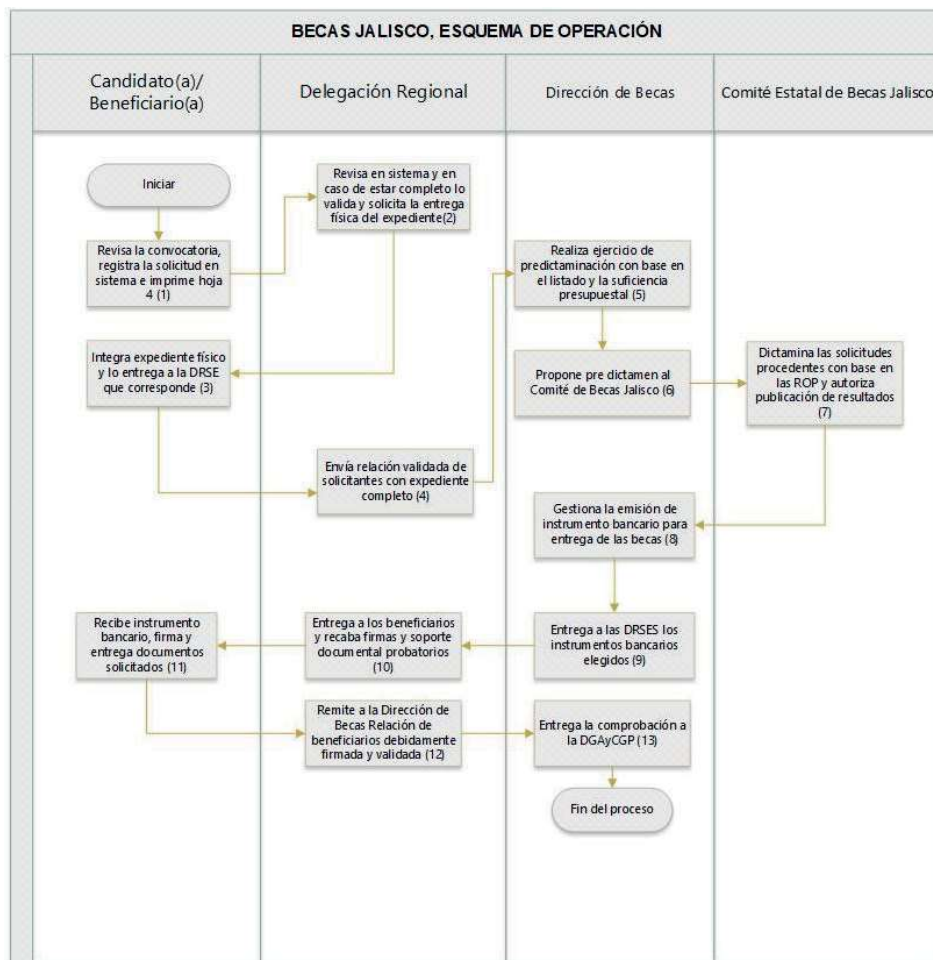 BECAS JALISCO, ESQUEMA DE OPERACIÓN
Candidato(a)/
Beneficiario(a)
Delegación Regional
Dirección de Becas
Comité Estatal de Becas Jalisco
Iniciar
Revisa la convocatoria,
registra la solicitud en
sistema e imprime hoja
4 (1)
Revisa en sistema y en
caso de estar completo lo
valida y solicita la entrega
física del expediente(2)
Integra expediente físico
y lo entrega a la DRSE
que corresponde (3)
Envía relación validada de
solicitantes con expediente
completo (4)
Realiza ejercicio de
predictaminación con base en
el listado y la suficiencia
presupuestal (5)
Propone pre dictamen al
Comité de Becas Jalisco (6)
Dictamina las solicitudes
procedentes con base en
las ROP y autoriza
publicación de resultados
(7)
Gestiona la emisión de
instrumento bancario para
entrega de las becas (8)
Entrega a las DRSES los
instrumentos bancarios
elegidos (9)
Entrega a los beneficiarios
y recaba firmas y soporte
documental probatorios (10)
Recibe instrumento
bancario, firma y
entrega documentos
solicitados (11)
Remite a la Dirección de
Becas Relación de
beneficiarios debidamente
firmada y validada (12)
Entrega la comprobación a
la DGAyCGP (13)
Fin del proceso